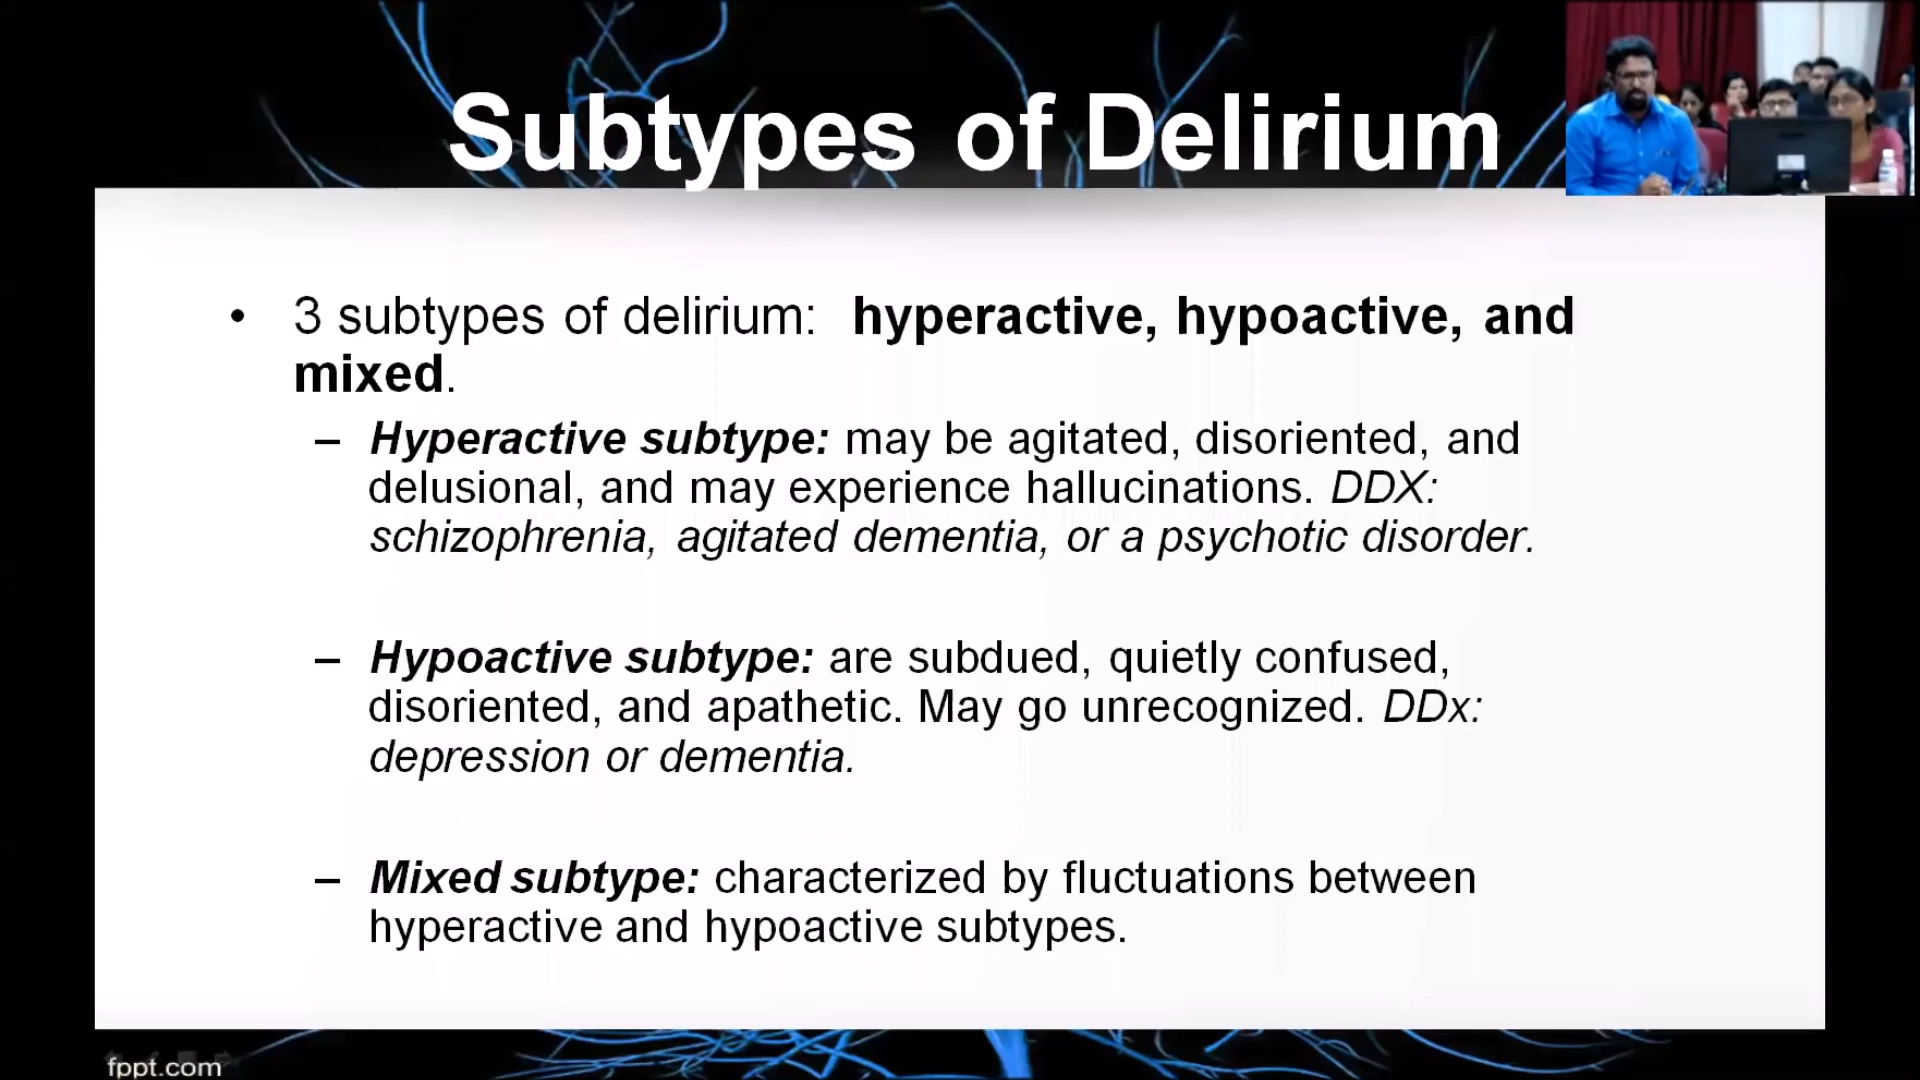 Subtypes of Delirium
• 3 subtypes of delirium: hyperactive, hypoactive, and
mixed.
– Hyperactive subtype: may be agitated, disoriented, and
delusional, and may experience hallucinations. DDX:
schizophrenia, agitated dementia, or a psychotic disorder.
– Hypoactive subtype: are subdued, quietly confused,
disoriented, and apathetic. May go unrecognized. DDx:
depression or dementia.
– Mixed subtype: characterized by fluctuations between
hyperactive and hypoactive subtypes.
fppt.com